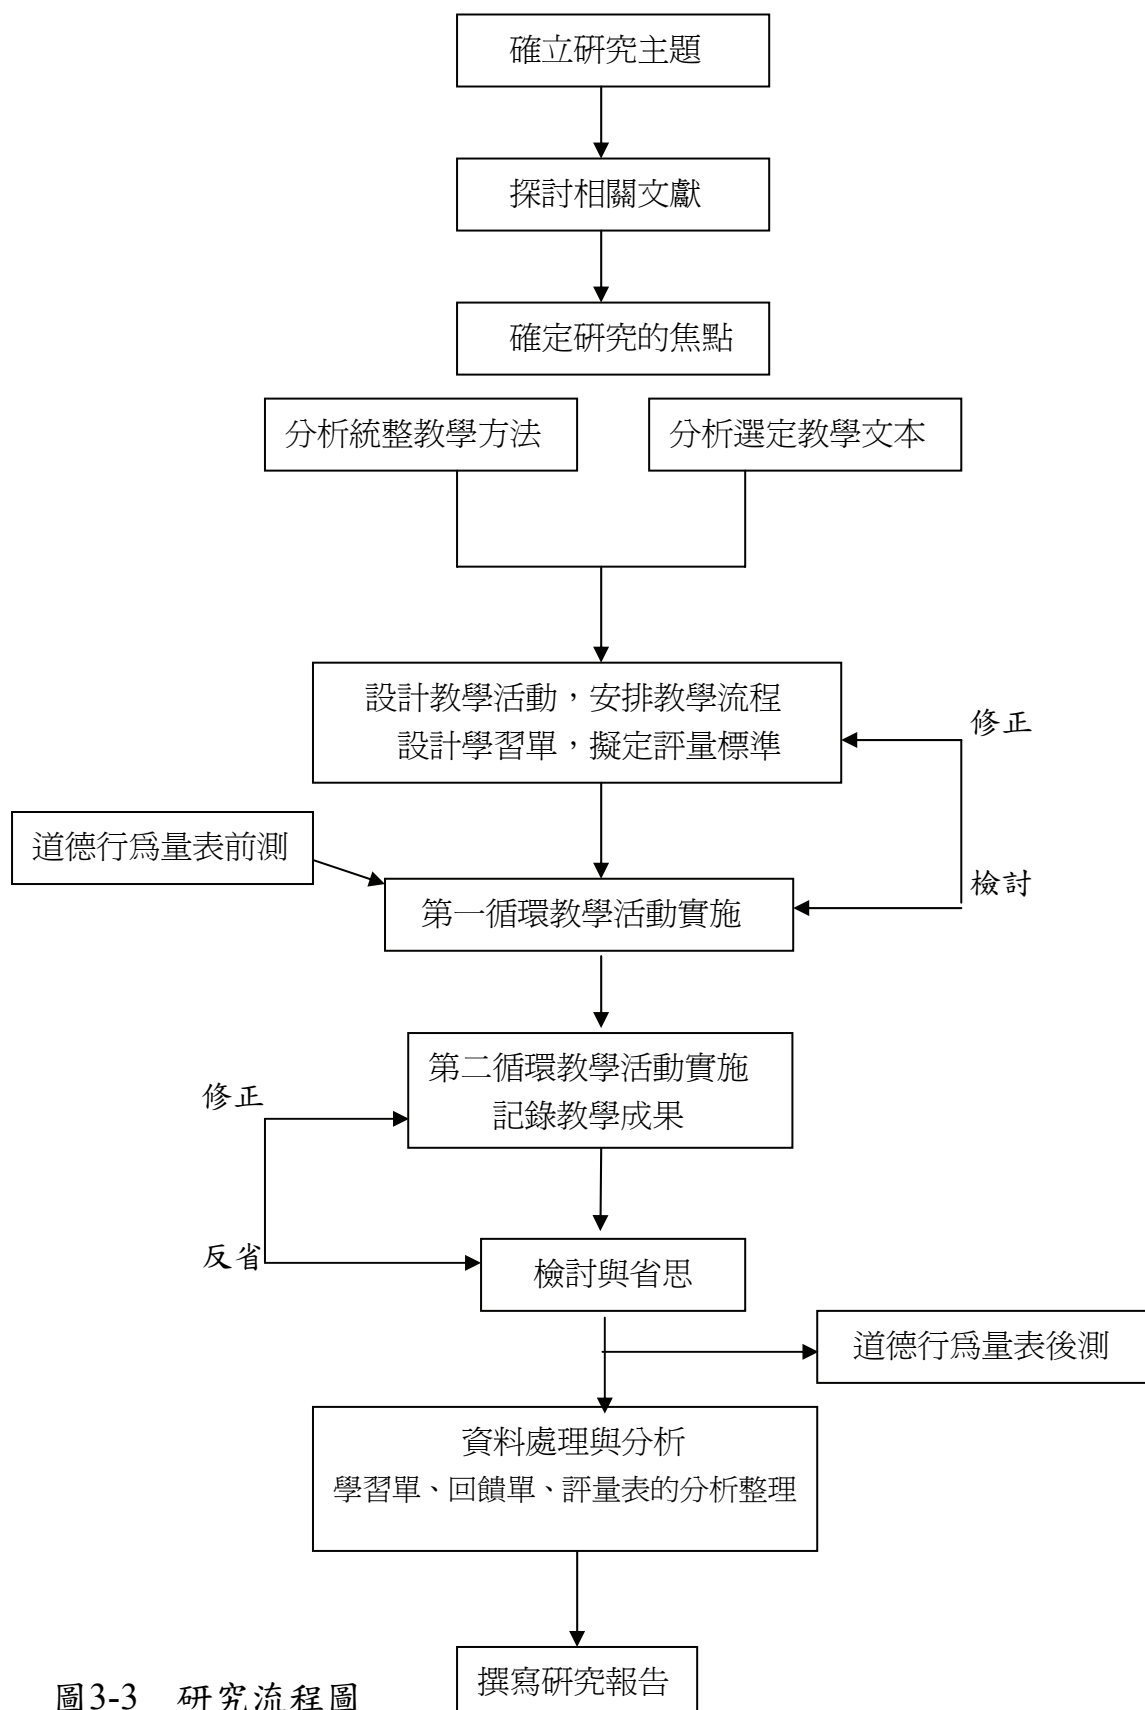 確立研究主題
探討相關文獻
確定研究的焦點
分析統整教學方法
分析選定教學文本
設計教學活動，安排教學流程
設計學習單，擬定評量標準
修正
道德行為量表前測
檢討
第一循環教學活動實施
第二循環教學活動實施
記錄教學成果
修正
反省
檢討與省思
道德行為量表後測
資料處理與分析
學習單、回饋單、評量表的分析整理
撰寫研究報告
圖3-3　研究流程圖